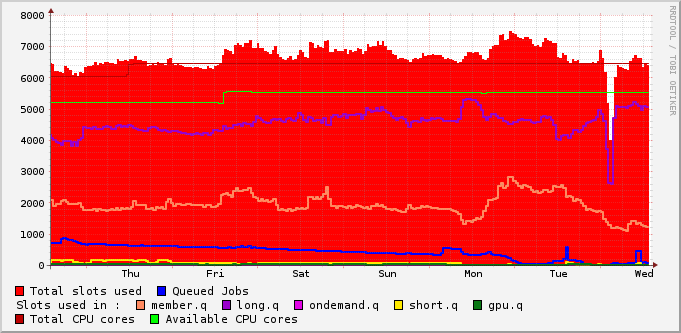 8000
7000
6000
5000
4000
3000
2000
1000
0
Thu Fri Sat Sun Mon Tue Wed
RRDTOOL / TOBI OETIKER
Total slots used Queued Jobs
Slots used in : member.q long.q ondemand.q short.q gpu.q
Total CPU cores Available CPU cores